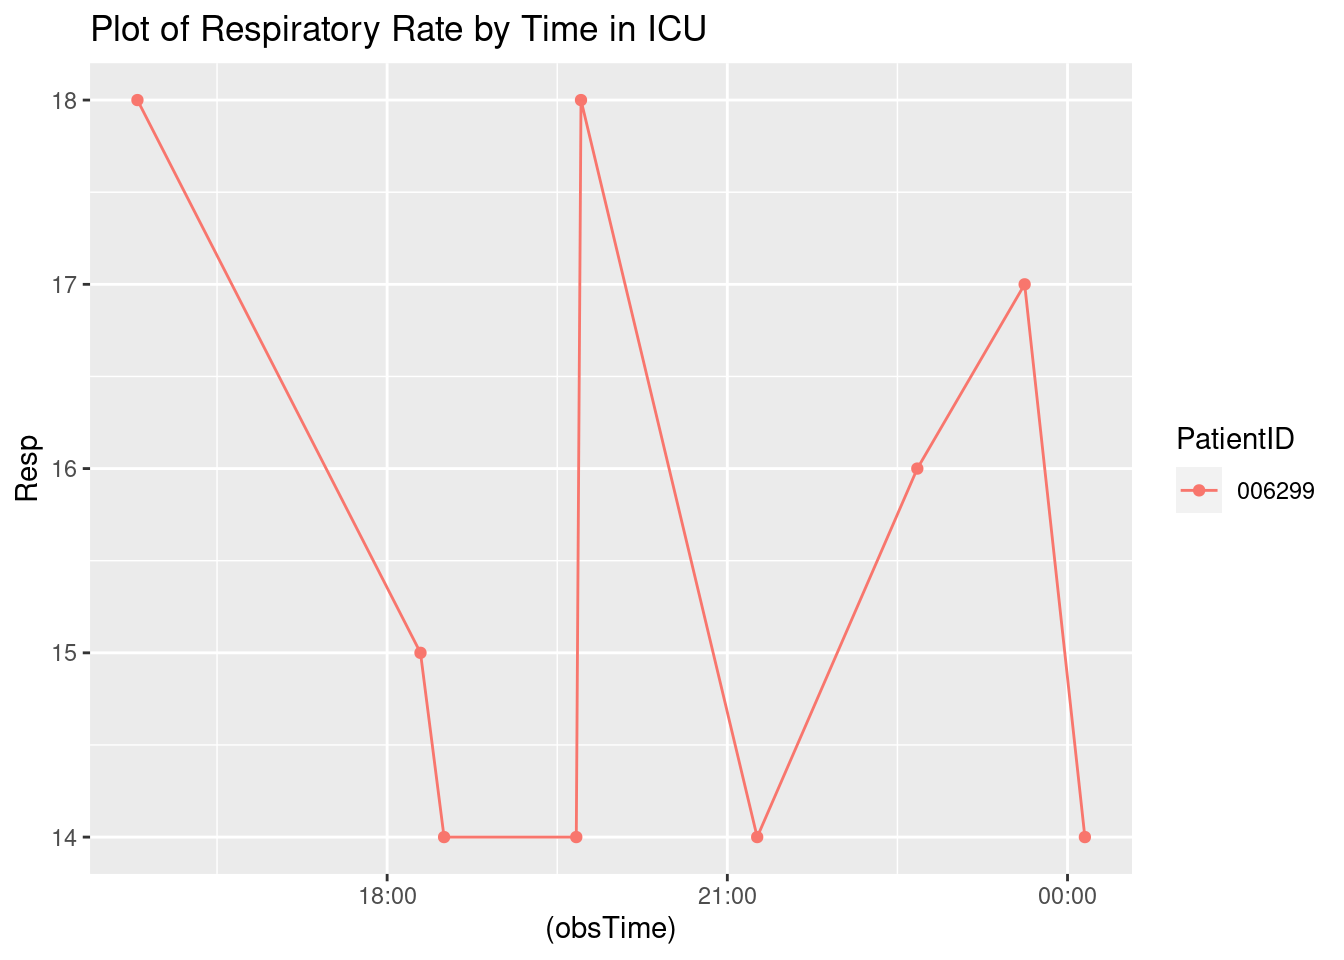 Plot of Respiratory Rate by Time in ICU
18
17
16
15
14
Resp
18:00
21:00
00:00
(obsTime)
PatientID
006299